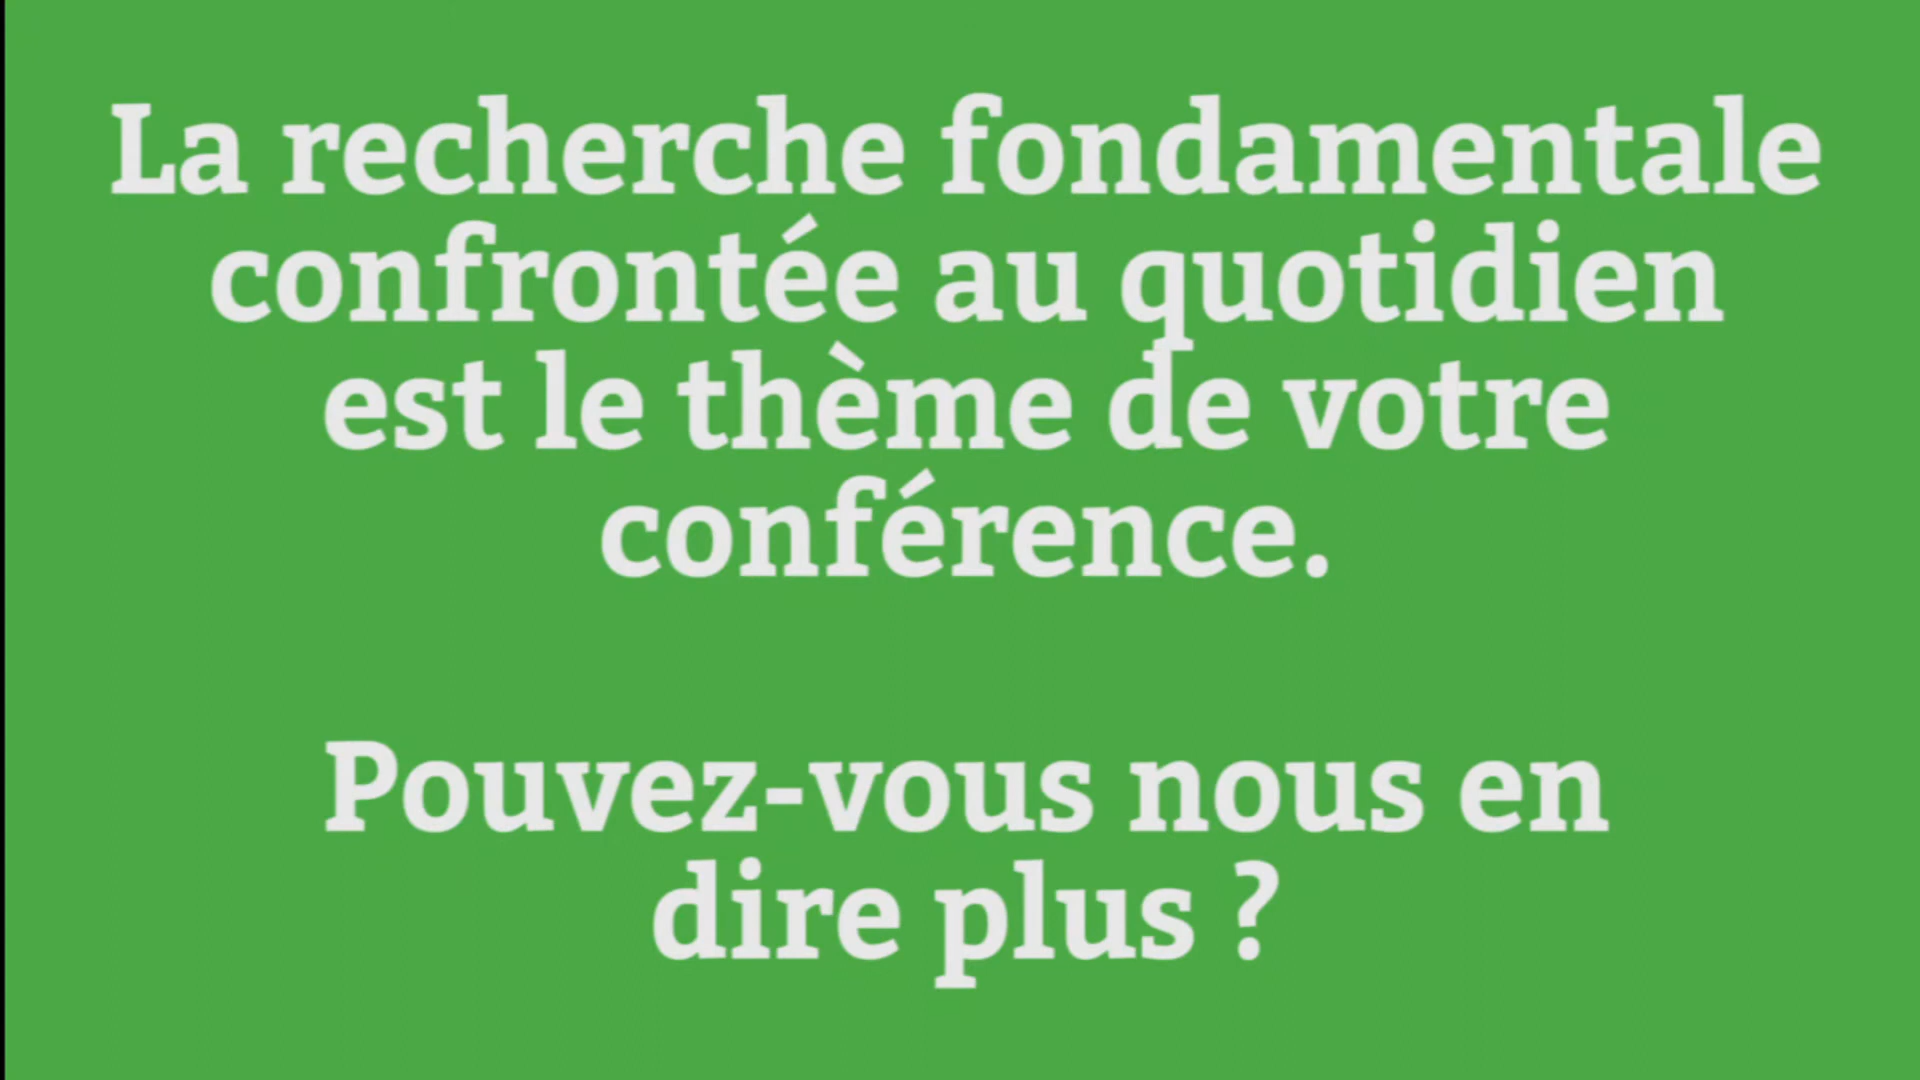 La recherche fondamentale
confrontée au quotidien
est le thème de votre
conférence.
Pouvez-vous nous en
dire plus ?